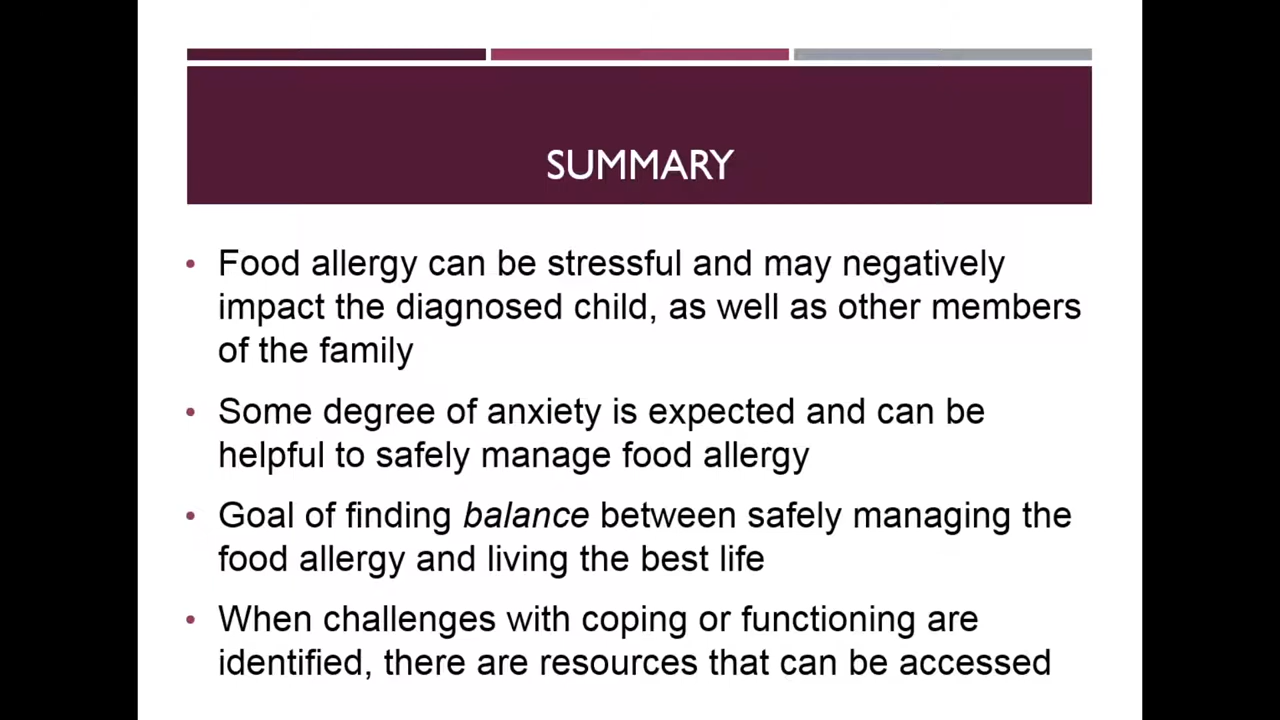 SUMMARY
• Food allergy can be stressful and may negatively
impact the diagnosed child, as well as other members
of the family
• Some degree of anxiety is expected and can be
helpful to safely manage food allergy
• Goal of finding balance between safely managing the
food allergy and living the best life
• When challenges with coping or functioning are
identified, there are resources that can be accessed